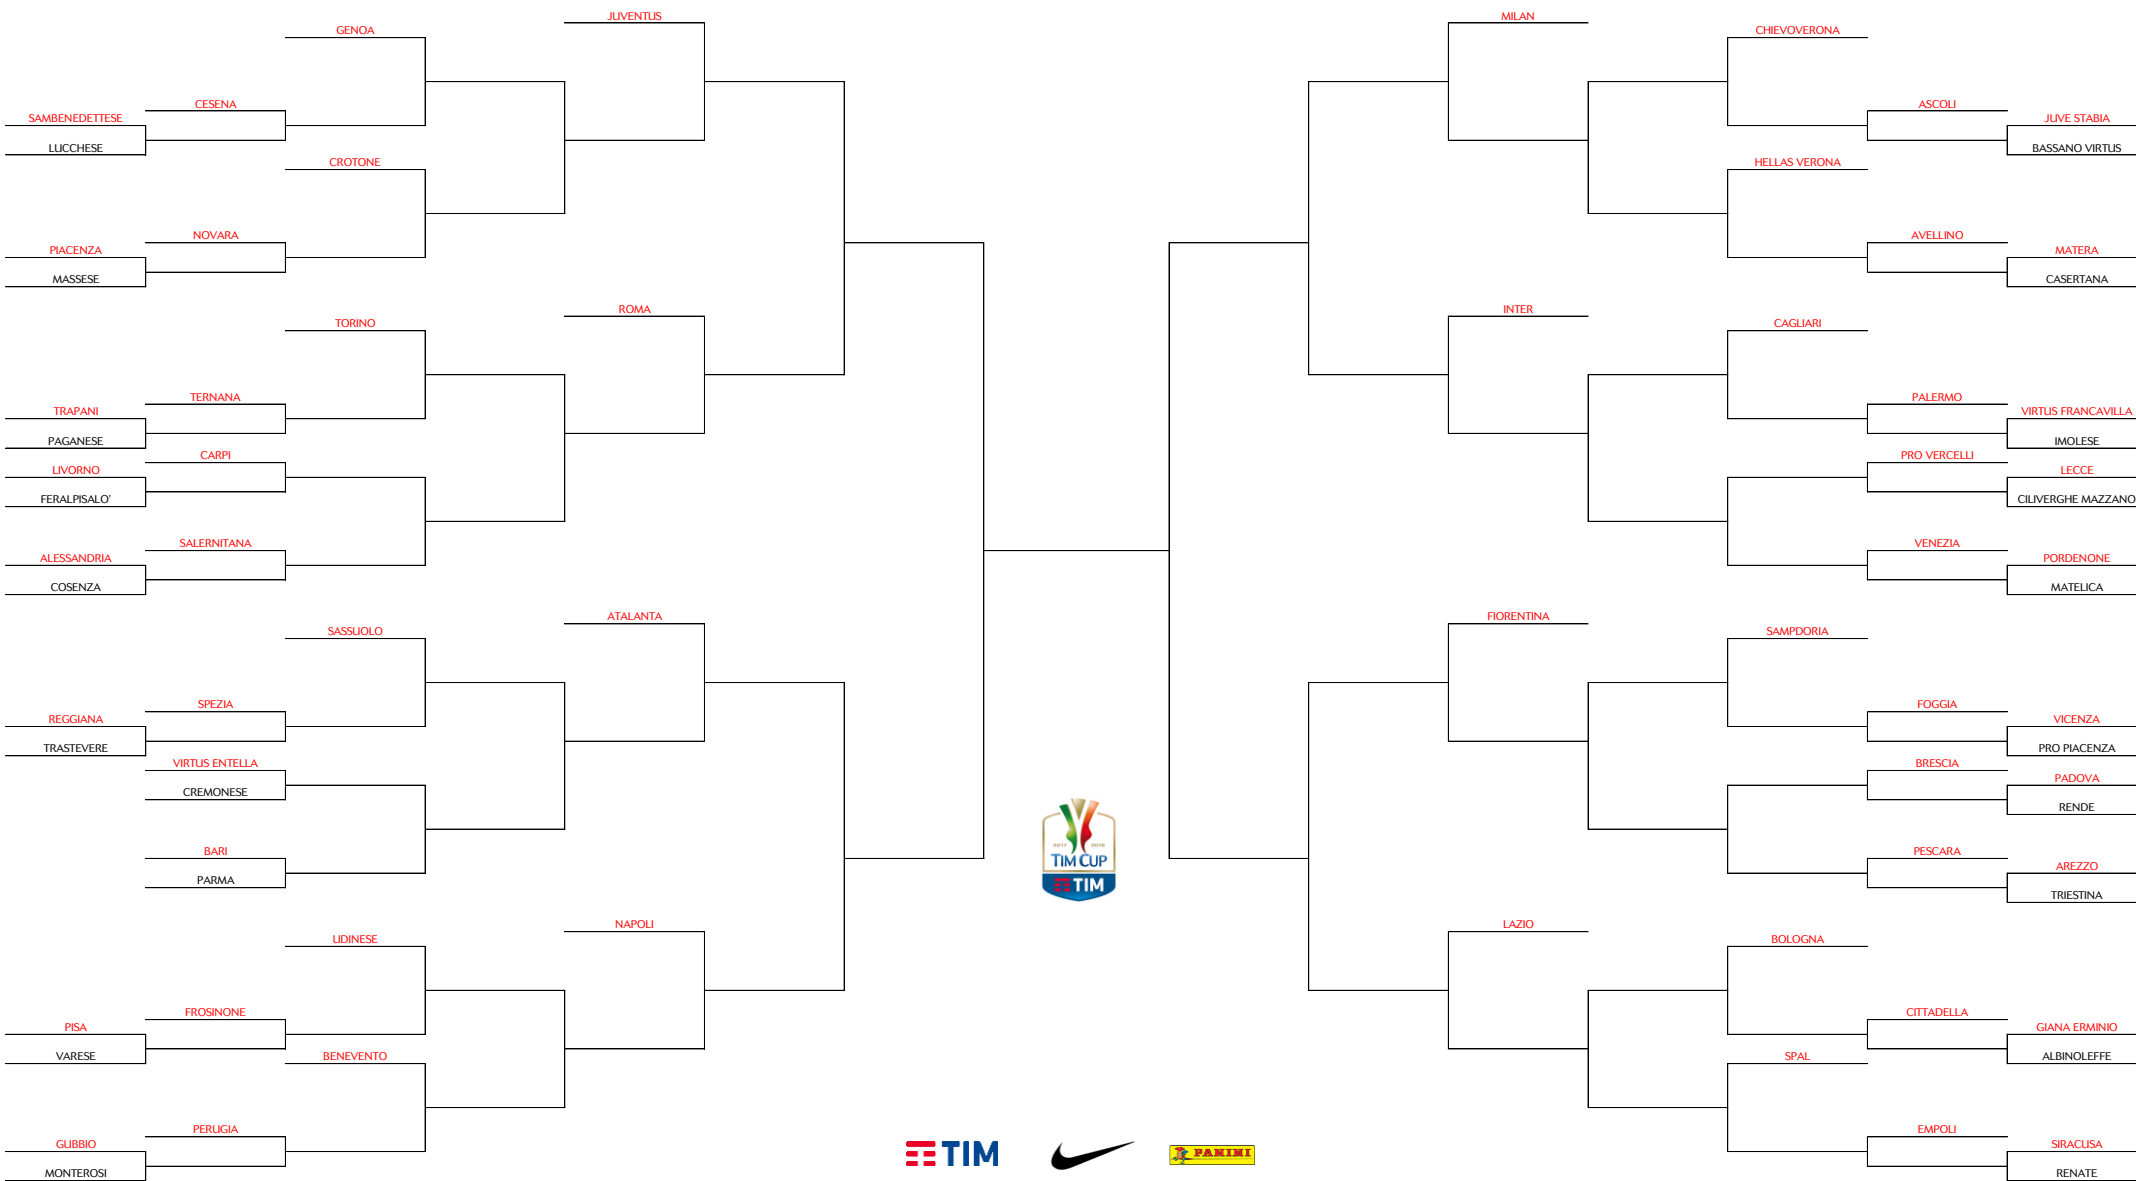 JUVENTUS
GENOA
CESENA
SAMBENEDETTESE
LUCCHESE
CROTONE
NOVARA
PIACENZA
MASSESE
ROMA
TORINO
TERNANA
TRAPANI
PAGANESE
CARPI
LIVORNO
FERALPISALO'
SALERNITANA
ALESSANDRIA
COSENZA
ATALANTA
SASSUOLO
SPEZIA
REGGIANA
TRASTEVERE
VIRTUS ENTELLA
CREMONESE
BARI
PARMA
NAPOLI
UDINESE
FROSINONE
PISA
VARESE
BENEVENTO
PERUGIA
GUBBIO
MONTEROSI
2017 2018
TIM CUP
TIM
TIM
PANINI
MILAN
CHIEVOVERONA
ASCOLI
JUVE STABIA
BASSANO VIRTUS
HELLAS VERONA
AVELLINO
MATERA
CASERTANA
INTER
CAGLIARI
PALERMO
VIRTUS FRANCAVILLA
IMOLESE
PRO VERCELLI
LECCE
CILIVERGHE MAZZANO
VENEZIA
PORDENONE
MATELICA
FIORENTINA
SAMPDORIA
FOGGIA
VICENZA
PRO PIACENZA
BRESCIA
PADOVA
RENDE
PESCARA
AREZZO
TRIESTINA
LAZIO
BOLOGNA
CITTADELLA
GIANA ERMINIO
ALBINOLEFFE
SPAL
EMPOLI
SIRACUSA
RENATE